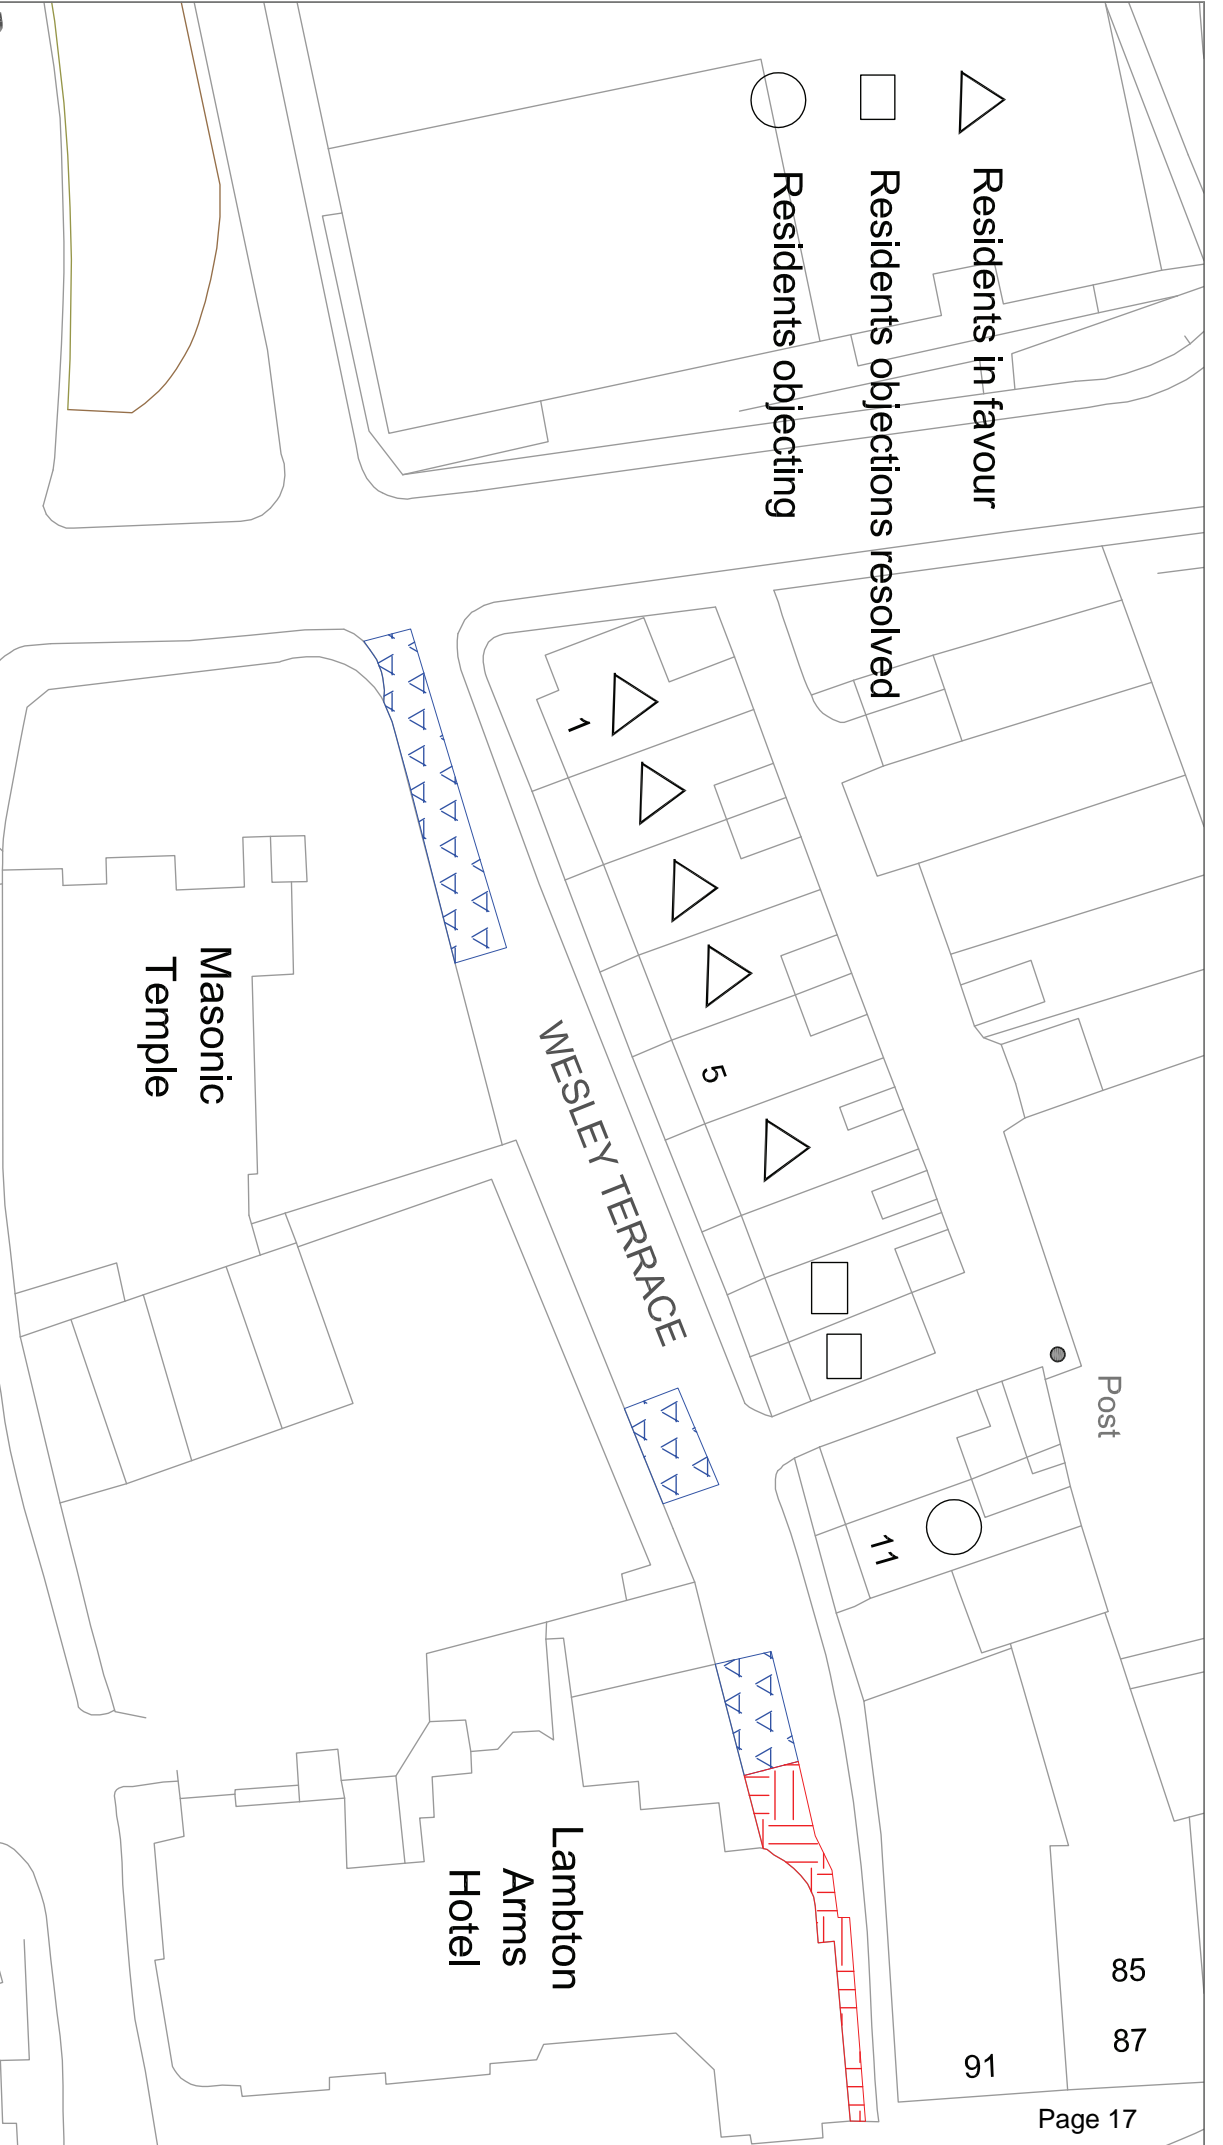 Residents in favour
Residents objections resolved
Residents objecting
1
5
WESLEY TERRACE
Masonic
Temple
Post
11
Lambton
Arms
Hotel
85
87
91
Page 17